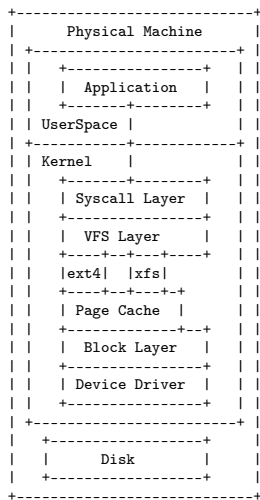 Physical Machine
Application
UserSpace
Kernel
Syscall Layer
VFS Layer
ext4 xfs
Page Cache
Block Layer
Device Driver
Disk